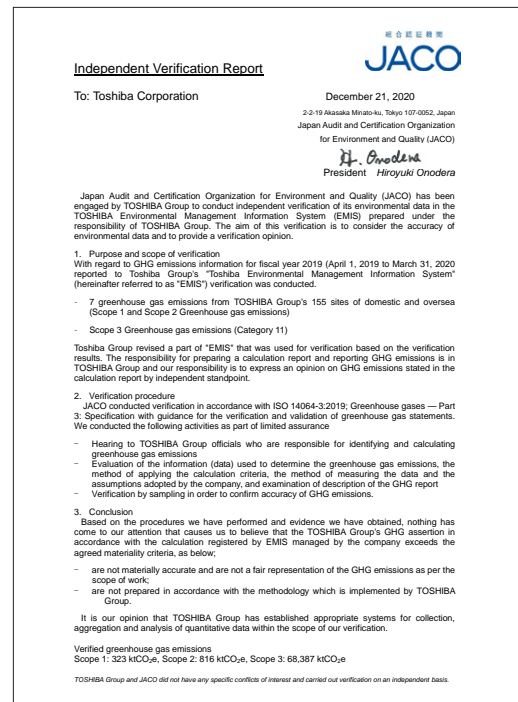 総合認証機関
JACO
Independent Verification Report
To: Toshiba Corporation
December 21, 2020
2-2-19 Akasaka Minato-ku, Tokyo 107-0052, Japan
Japan Audit and Certification Organization
for Environment and Quality (JACO)
H. Onodera
President Hiroyuki Onodera
Japan Audit and Certification Organization for Environment and Quality (JACO) has been
engaged by TOSHIBA Group to conduct independent verification of its environmental data in the
TOSHIBA Environmental Management Information System (EMIS) prepared under the
responsibility of TOSHIBA Group. The aim of this verification is to consider the accuracy of
environmental data and to provide a verification opinion.
1. Purpose and scope of verification
With regard to GHG emissions information for fiscal year 2019 (April 1, 2019 to March 31, 2020
reported to Toshiba Group's "Toshiba Environmental Management Information System"
(hereinafter referred to as "EMIS") verification was conducted.
- 7 greenhouse gas emissions from TOSHIBA Group's 155 sites of domestic and oversea
(Scope 1 and Scope 2 Greenhouse gas emissions)
- Scope 3 Greenhouse gas emissions (Category 11)
Toshiba Group revised a part of "EMIS" that was used for verification based on the verification
results. The responsibility for preparing a calculation report and reporting GHG emissions is in
TOSHIBA Group and our responsibility is to express an opinion on GHG emissions stated in the
calculation report by independent standpoint.
2. Verification procedure
JACO conducted verification in accordance with ISO 14064-3:2019; Greenhouse gases — Part
3: Specification with guidance for the verification and validation of greenhouse gas statements.
We conducted the following activities as part of limited assurance
- Hearing to TOSHIBA Group officials who are responsible for identifying and calculating
greenhouse gas emissions
- Evaluation of the information (data) used to determine the greenhouse gas emissions, the
method of applying the calculation criteria, the method of measuring the data and the
assumptions adopted by the company, and examination of description of the GHG report
- Verification by sampling in order to confirm accuracy of GHG emissions.
3. Conclusion
Based on the procedures we have performed and evidence we have obtained, nothing has
come to our attention that causes us to believe that the TOSHIBA Group's GHG assertion in
accordance with the calculation registered by EMIS managed by the company exceeds the
agreed materiality criteria, as below;
- are not materially accurate and are not a fair representation of the GHG emissions as per the
scope of work;
- are not prepared in accordance with the methodology which is implemented by TOSHIBA
Group.
It is our opinion that TOSHIBA Group has established appropriate systems for collection,
aggregation and analysis of quantitative data within the scope of our verification.
Verified greenhouse gas emissions
Scope 1: 323 ktCO₂e, Scope 2: 816 ktCO₂e, Scope 3: 68,387 ktCO₂e
TOSHIBA Group and JACO did not have any specific conflicts of interest and carried out verification on an independent basis.